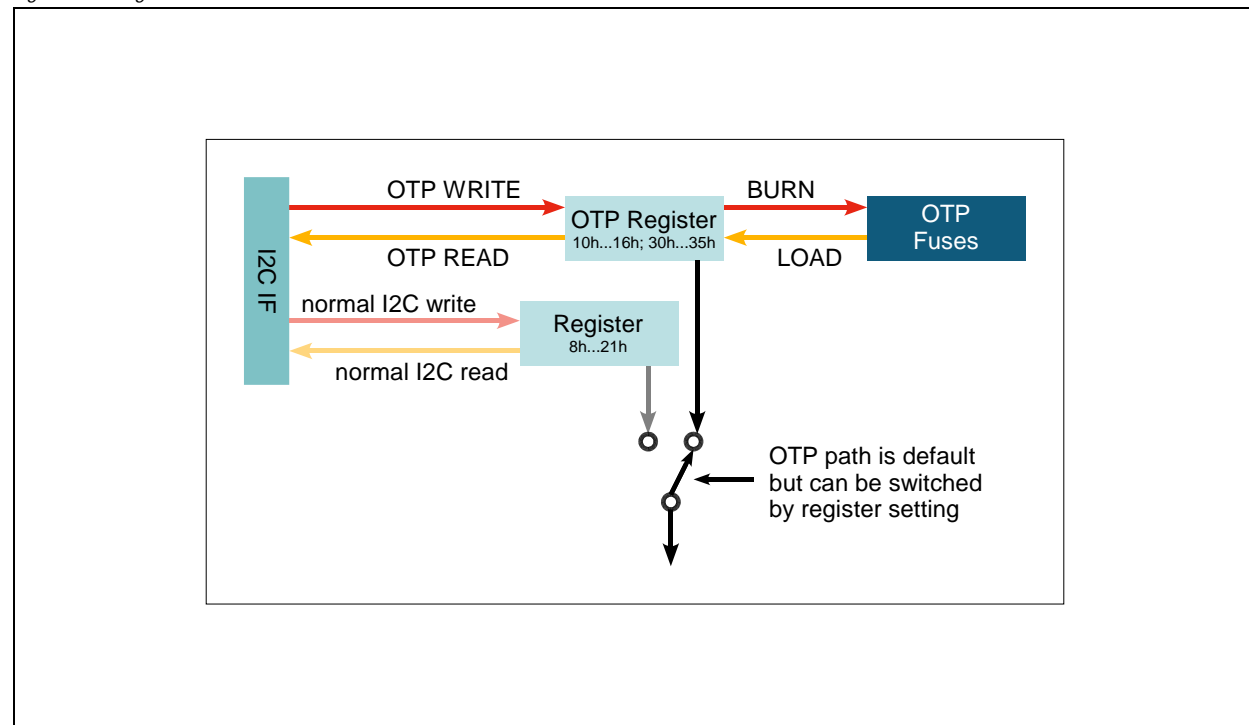 OTP WRITE
BURN
OTP Register
10h...16h; 30h...35h
OTP
Fuses
OTP READ
LOAD
I2C IF
normal I2C write
Register
8h...21h
normal I2C read
OTP path is default
but can be switched
by register setting